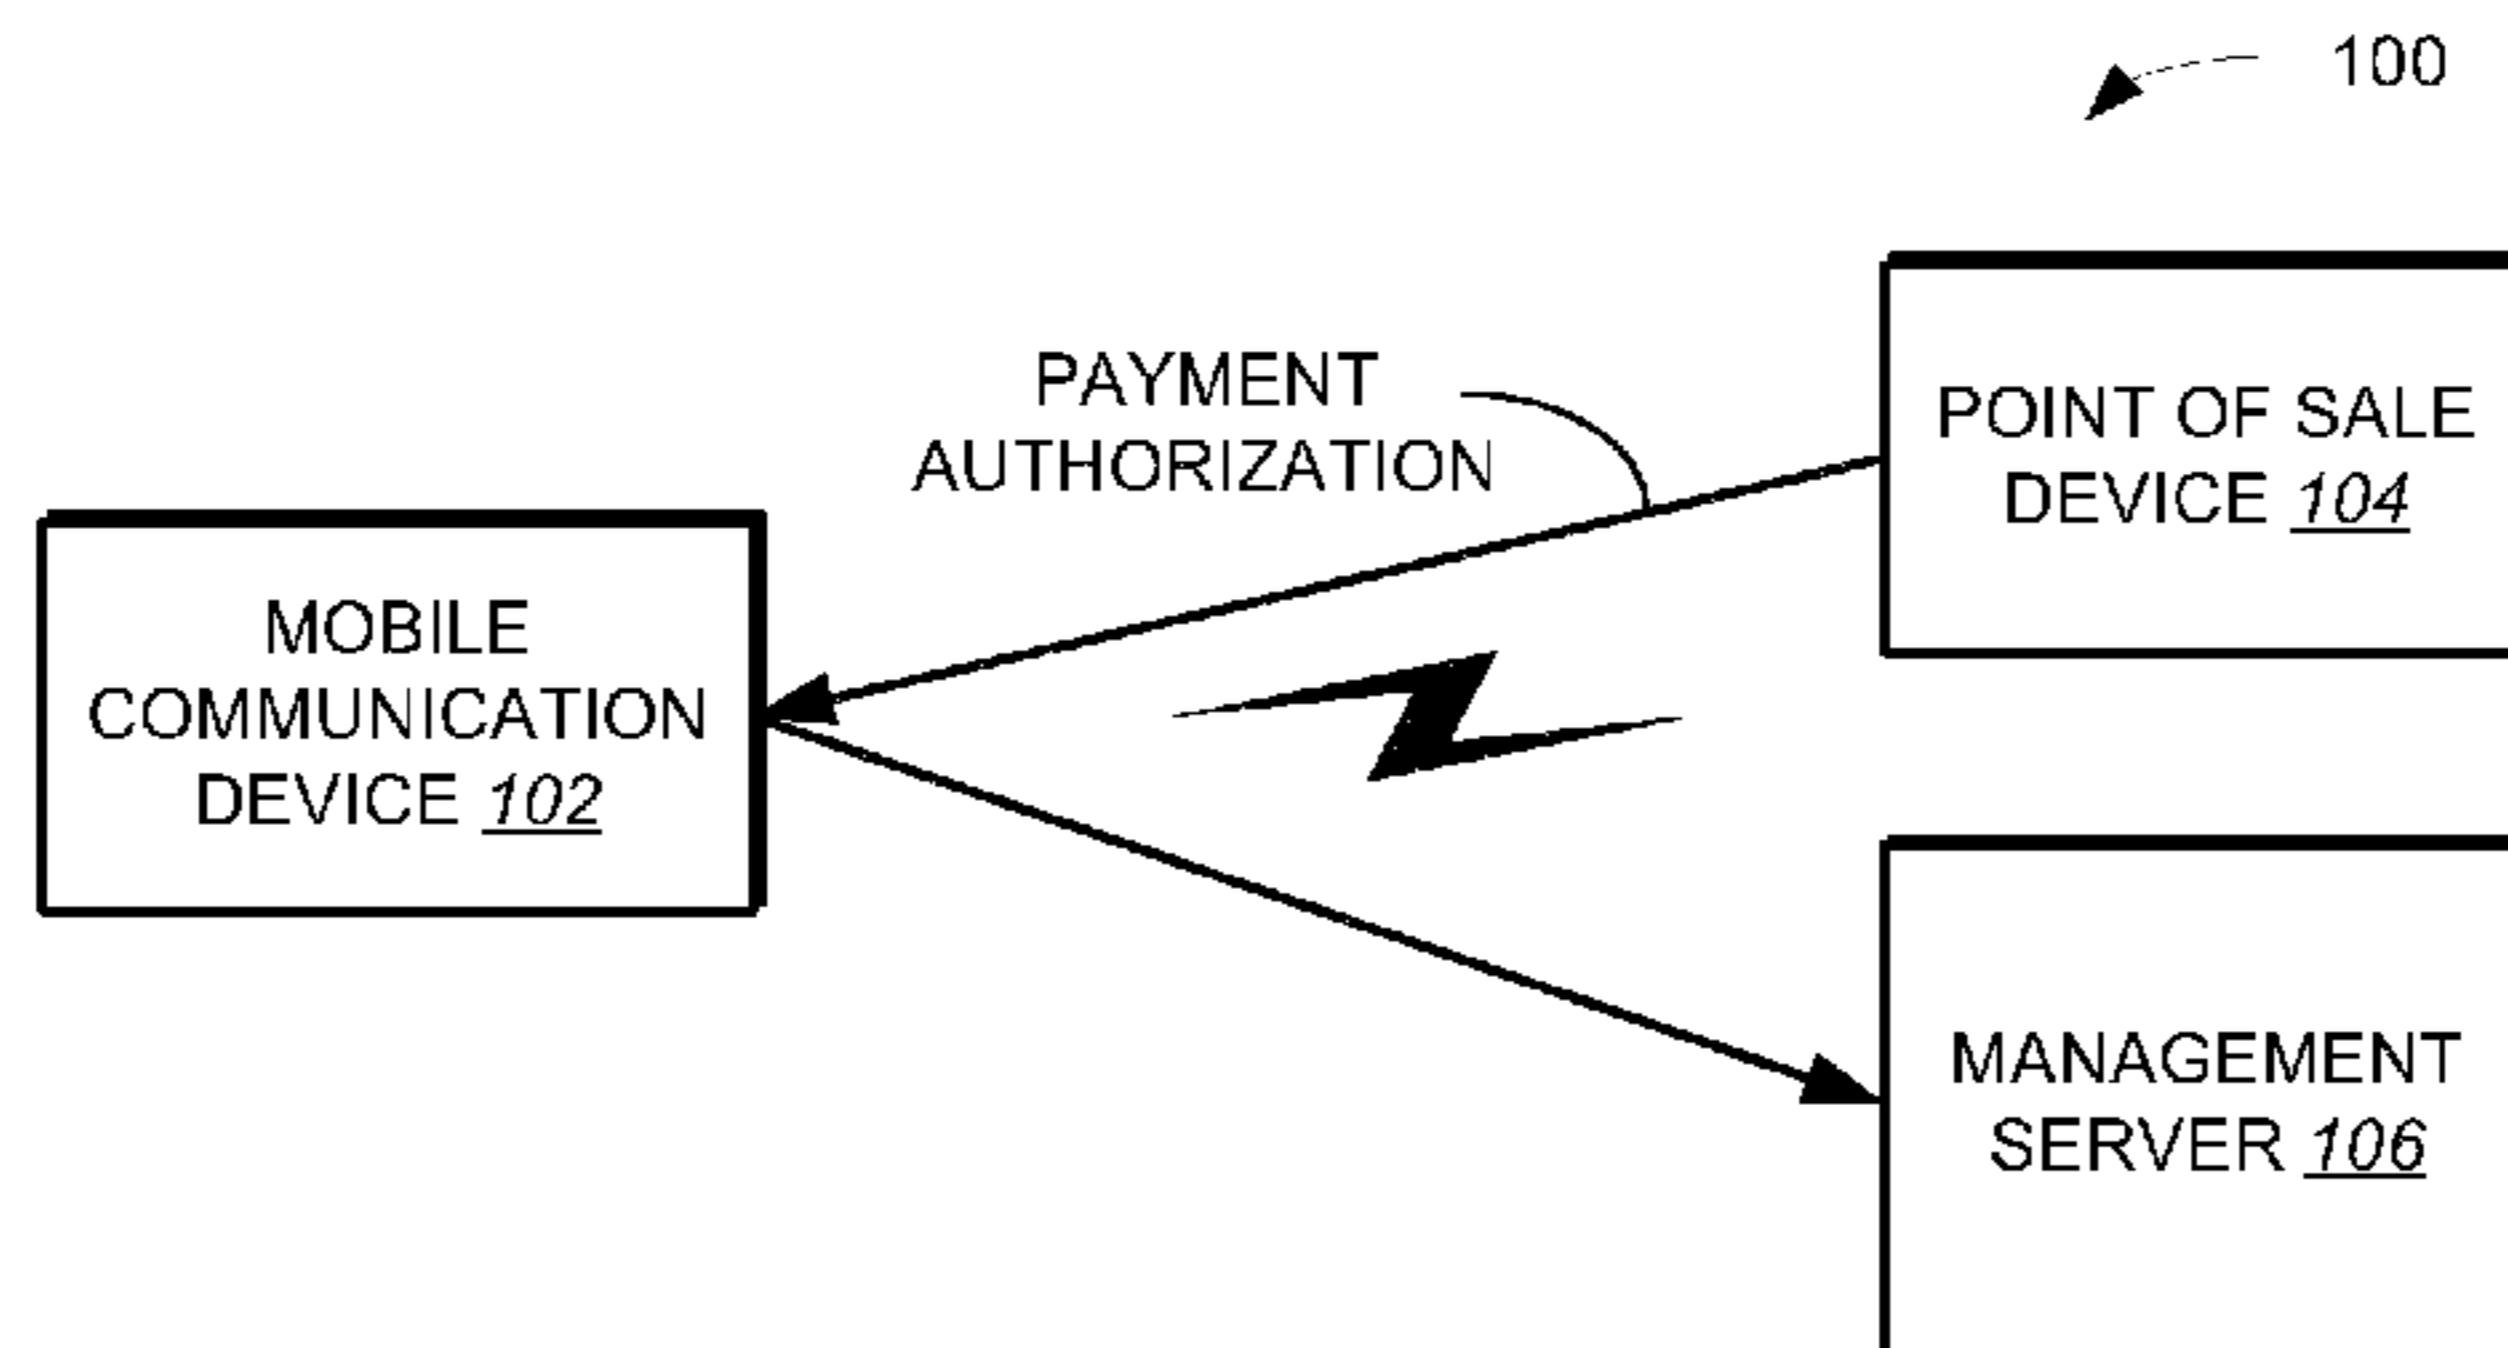 100
PAYMENT
AUTHORIZATION
POINT OF SALE
DEVICE 104
MOBILE
COMMUNICATION
DEVICE 102
MANAGEMENT
SERVER 106